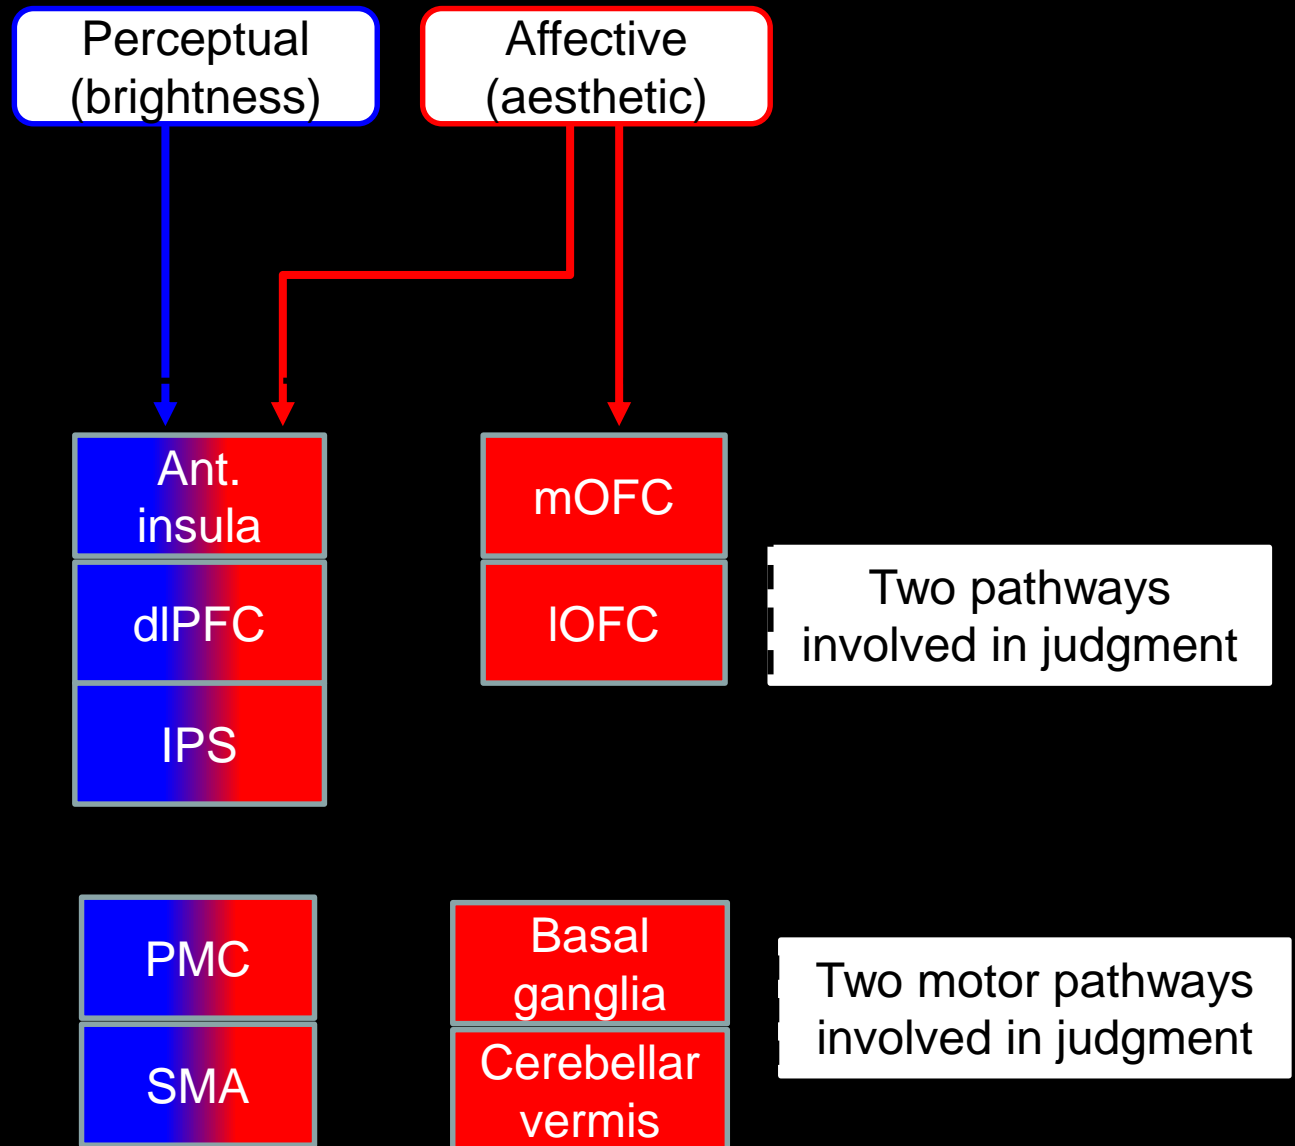 Perceptual
(brightness)
Affective
(aesthetic)
Ant.
insula
dlPFC
IPS
mOFC
lOFC
Two pathways
involved in judgment
PMC
SMA
Basal
ganglia
Cerebellar
vermis
Two motor pathways
involved in judgment